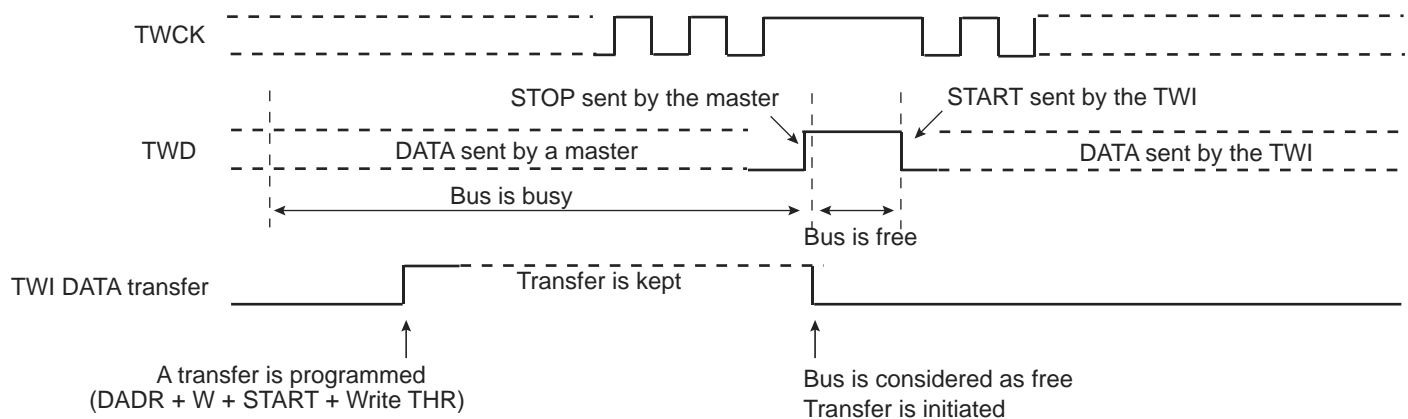 TWCK
STOP sent by the master
START sent by the TWI
TWD
DATA sent by a master
DATA sent by the TWI
Bus is busy
Bus is free
TWI DATA transfer
Transfer is kept
A transfer is programmed
(DADR + W + START + Write THR)
Bus is considered as free
Transfer is initiated